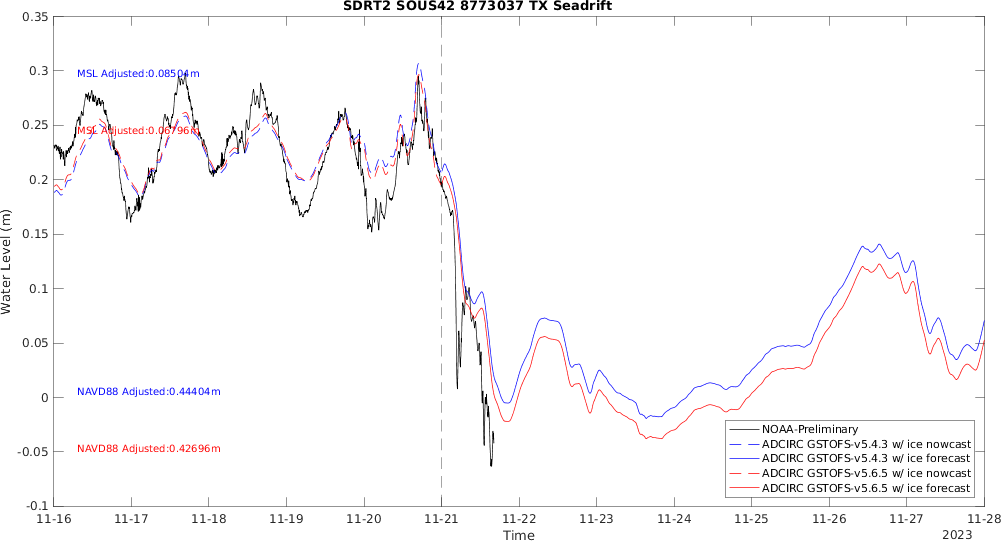 SDRT2 SOUS42 8773037 TX Seadrift
0.35
0.3
0.25
0.2
0.15
0.1
0.05
0
-0.05
-0.1
Water Level (m)
MSL Adjusted:0.08504m
MSL Adjusted:0.06796m
NAVD88 Adjusted:0.44404m
NAVD88 Adjusted:0.42696m
NOAA-Preliminary
ADCIRC GSTOFS-v5.4.3 w/ ice nowcast
ADCIRC GSTOFS-v5.4.3 w/ ice forecast
ADCIRC GSTOFS-v5.6.5 w/ ice nowcast
ADCIRC GSTOFS-v5.6.5 w/ ice forecast
11-16 11-17 11-18 11-19 11-20 11-21 11-22 11-23 11-24 11-25 11-26 11-27 11-28
Time
2023